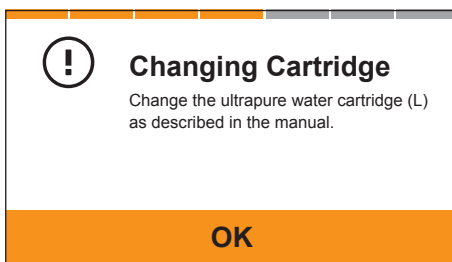 Changing Cartridge
Change the ultrapure water cartridge (L)
as described in the manual.
OK